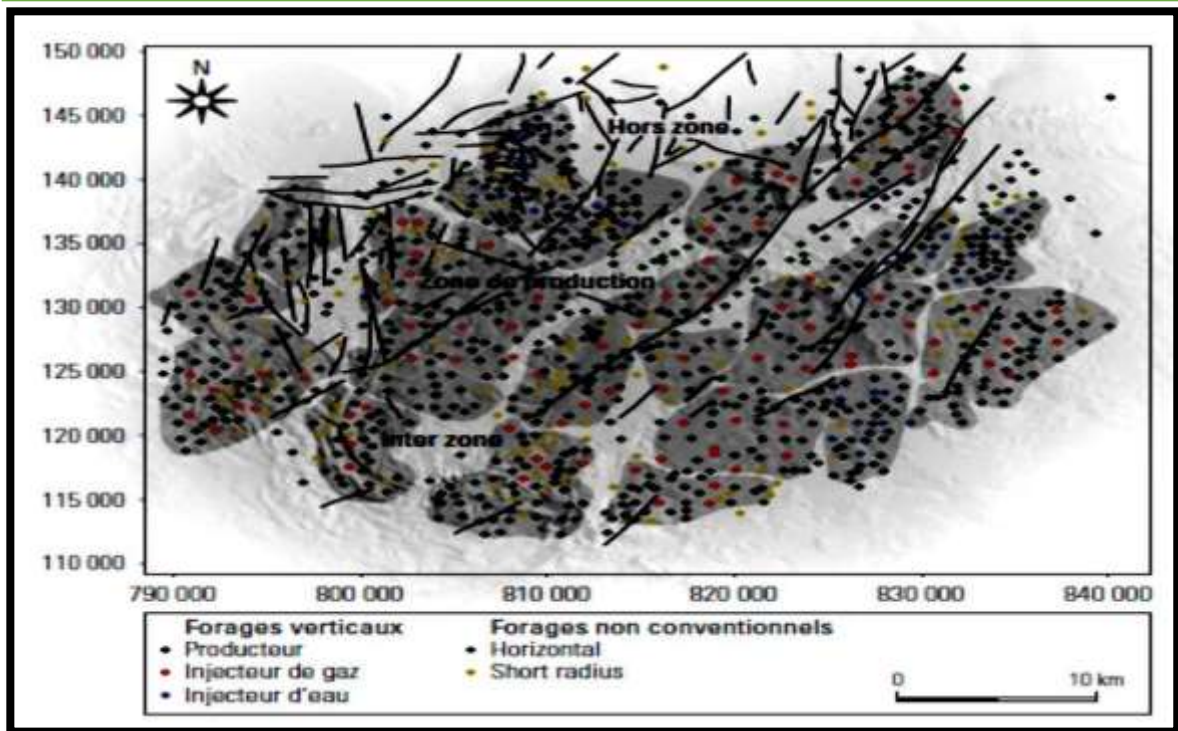 150 000
N
145 000
Hors zone
140 000
135 000
Zone de production
130 000
125 000
120 000
Inter zone
115 000
110 000
790 000 800 000 810 000 820 000 830 000 840 000
Forages verticaux Forages non conventionnels
Producteur Horizontal
Injecteur de gaz Short radius
Injecteur d'eau
0 10 km